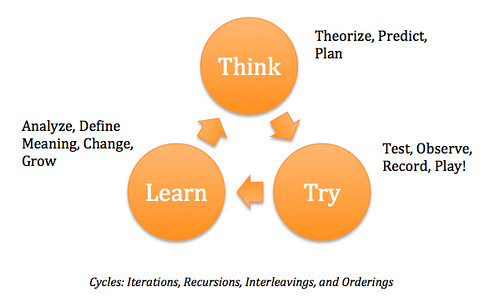 Think
Theorize, Predict,
Plan
Try
Test, Observe,
Record, Play!
Learn
Analyze, Define
Meaning, Change,
Grow
Cycles: Iterations, Recursions, Interleavings, and Orderings